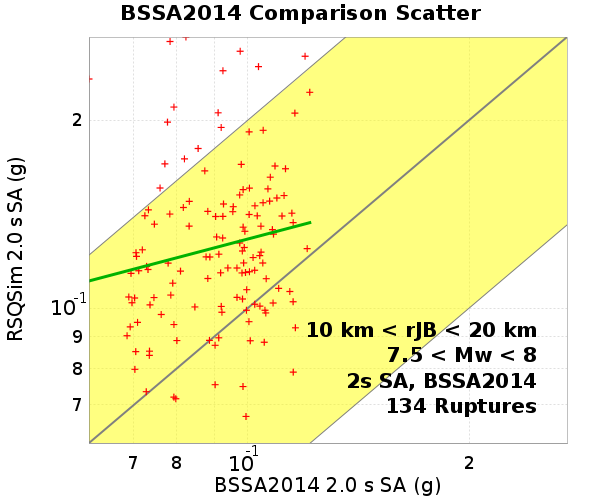 BSSA2014 Comparison Scatter
RSQSim 2.0 s SA (g)
2
10-1
9
8
7
10 km < rJB < 20 km
7.5 < Mw < 8
2s SA, BSSA2014
134 Ruptures
7 8 10-1 2
BSSA2014 2.0 s SA (g)